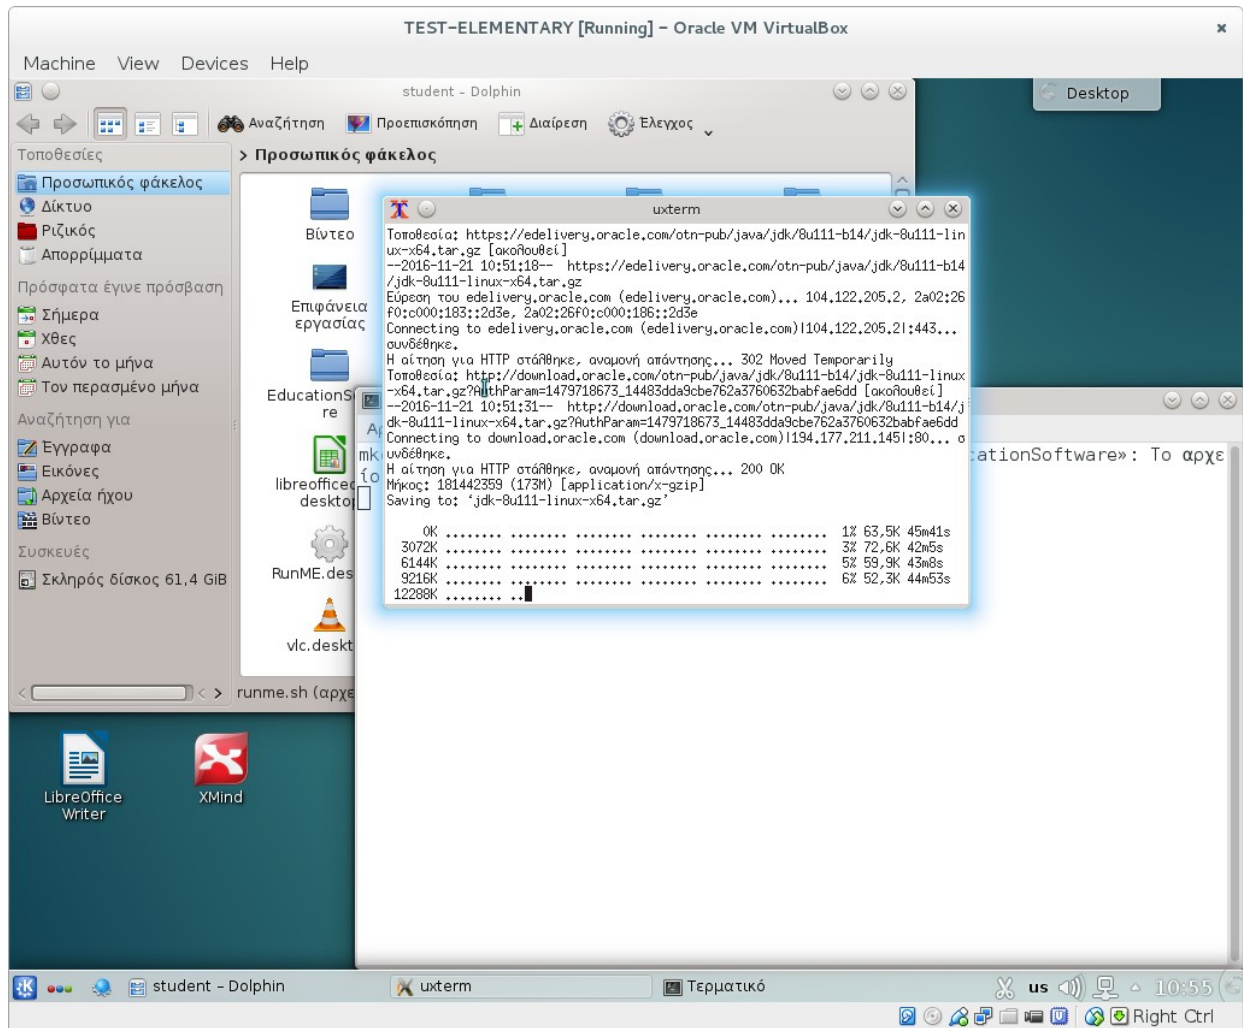 TEST-ELEMENTARY [Running] - Oracle VM VirtualBox
Machine View Devices Help
student - Dolphin
Desktop
Αναζήτηση Προεπισκόπηση Διαίρεση Έλεγχος
Τοποθεσίες
> Προσωπικός φάκελος
Προσωπικός φάκελος
Δίκτυο
Ριζικός
Απορρίμματα
Πρόσφατα έγινε πρόσβαση
Σήμερα
Χθες
Αυτόν το μήνα
Τον περασμένο μήνα
Αναζήτηση για
Έγγραφα
Εικόνες
Αρχεία ήχου
Βίντεο
Συσκευές
Σκληρός δίσκος 61,4 GiB
Βίντεο
Επιφάνεια
εργασίας
EducationS
re
libreofficed
desktop
RunME.des
vlc.deskt
runme.sh (αρχε
uxterm
Τοποθεσία: https://edelivery.oracle.com/otn-pub/java/jdk/8u111-b14/jdk-8u111-lin
ux-x64.tar.gz [ακολουθεί]
--2016-11-21 10:51:18-- https://edelivery.oracle.com/otn-pub/java/jdk/8u111-b14
/jdk-8u111-linux-x64.tar.gz
Εύρεση του edelivery.oracle.com (edelivery.oracle.com)... 104.122.205.2, 2a02:26
f0:c000:183::2d3e, 2a02:26f0:c000:186::2d3e
Connecting to edelivery.oracle.com (edelivery.oracle.com)|104.122.205.2|:443...
συνδέθηκε.
Η αίτηση για HTTP στάλθηκε, αναμονή απάντησης... 302 Moved Temporarily
Τοποθεσία: http://download.oracle.com/otn-pub/java/jdk/8u111-b14/jdk-8u111-linux
-x64.tar.gz?AuthParam=1479718673_14483dda9cbe762a3760632babfae6dd [ακολουθεί]
--2016-11-21 10:51:31-- http://download.oracle.com/otn-pub/java/jdk/8u111-b14/j
dk-8u111-linux-x64.tar.gz?AuthParam=1479718673_14483dda9cbe762a3760632babfae6dd
Connecting to download.oracle.com (download.oracle.com)|194.177.211.145|:80... σ
υνδέθηκε.
Η αίτηση για HTTP στάλθηκε, αναμονή απάντησης... 200 OK
Μήκος: 181442359 (173M) [application/x-gzip]
Saving to: ‘jdk-8u111-linux-x64.tar.gz’
0K ........ ........ ........ ........ ........ ........ 1% 63,5K 45m41s
3072K ........ ........ ........ ........ ........ ........ 3% 72,6K 42m5s
6144K ........ ........ ........ ........ ........ ........ 5% 59,9K 43m8s
9216K ........ ........ ........ ........ ........ ........ 6% 52,3K 44m53s
12288K ........ ..
Αρ
mk
cationSoftware»: Το αρχε
ίο
LibreOffice
Writer
XMind
student - Dolphin
uxterm
Τερματικό
us
10:55
Right Ctrl